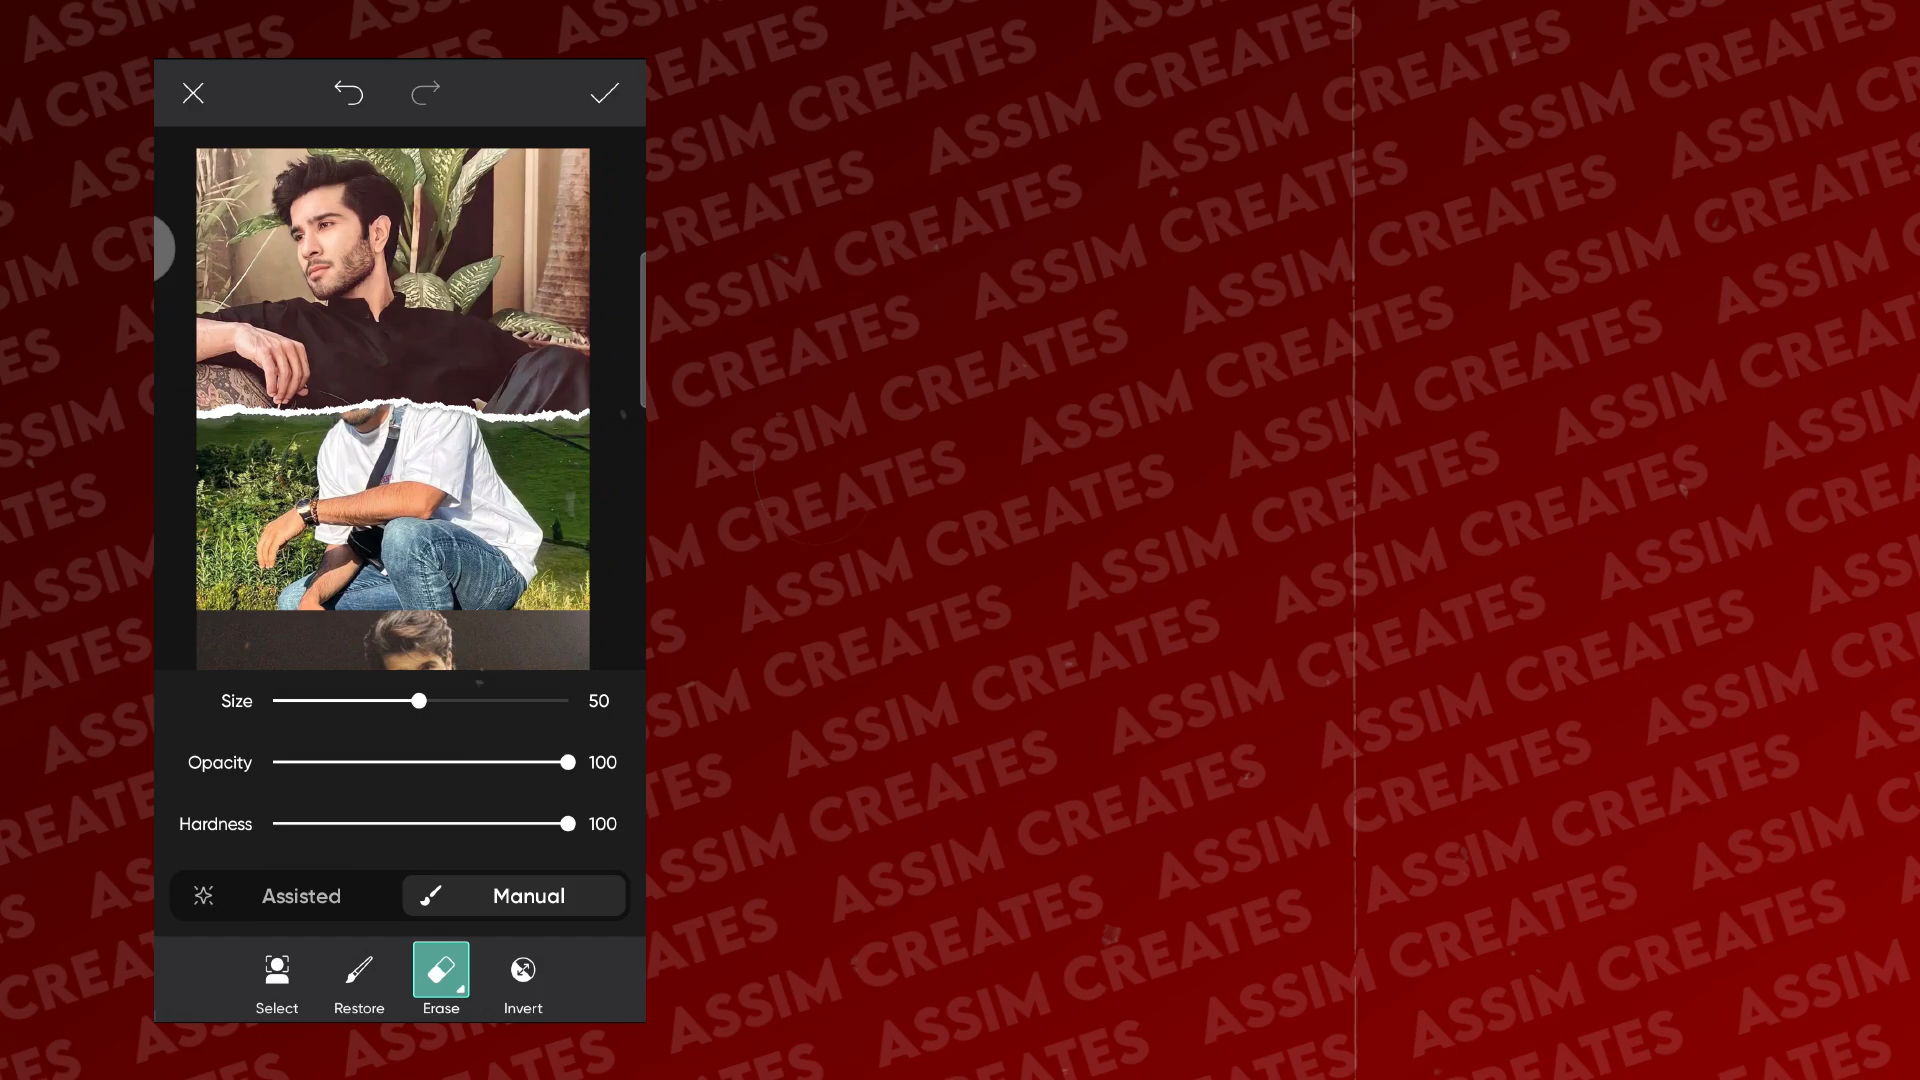 Size 50
Opacity 100
Hardness 100
Assisted Manual
Select Restore Erase Invert
ASSIM CREATES